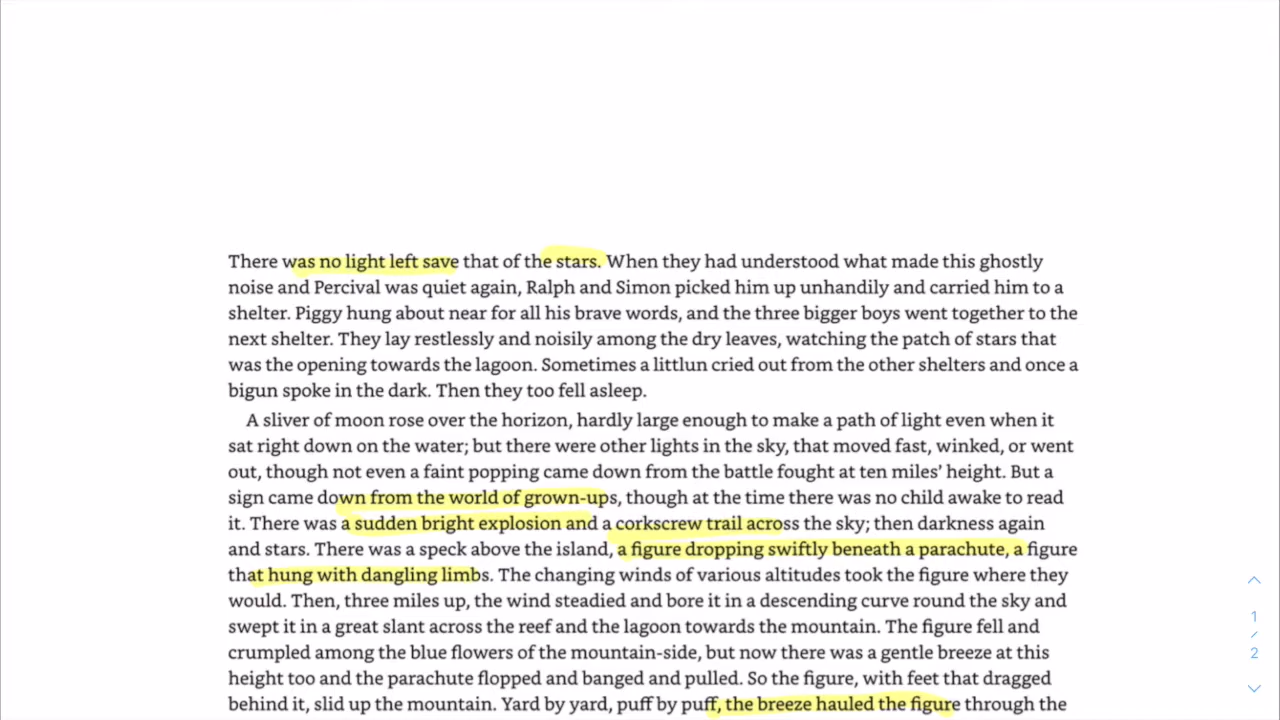 There was no light left save that of the stars. When they had understood what made this ghostly
noise and Percival was quiet again, Ralph and Simon picked him up unhandily and carried him to a
shelter. Piggy hung about near for all his brave words, and the three bigger boys went together to the
next shelter. They lay restlessly and noisily among the dry leaves, watching the patch of stars that
was the opening towards the lagoon. Sometimes a littlun cried out from the other shelters and once a
bigun spoke in the dark. Then they too fell asleep.
A sliver of moon rose over the horizon, hardly large enough to make a path of light even when it
sat right down on the water; but there were other lights in the sky, that moved fast, winked, or went
out, though not even a faint popping came down from the battle fought at ten miles’ height. But a
sign came down from the world of grown-ups, though at the time there was no child awake to read
it. There was a sudden bright explosion and a corkscrew trail across the sky; then darkness again
and stars. There was a speck above the island, a figure dropping swiftly beneath a parachute, a figure
that hung with dangling limbs. The changing winds of various altitudes took the figure where they
would. Then, three miles up, the wind steadied and bore it in a descending curve round the sky and
swept it in a great slant across the reef and the lagoon towards the mountain. The figure fell and
crumpled among the blue flowers of the mountain-side, but now there was a gentle breeze at this
height too and the parachute flopped and banged and pulled. So the figure, with feet that dragged
behind it, slid up the mountain. Yard by yard, puff by puff, the breeze hauled the figure through the
1
/
2